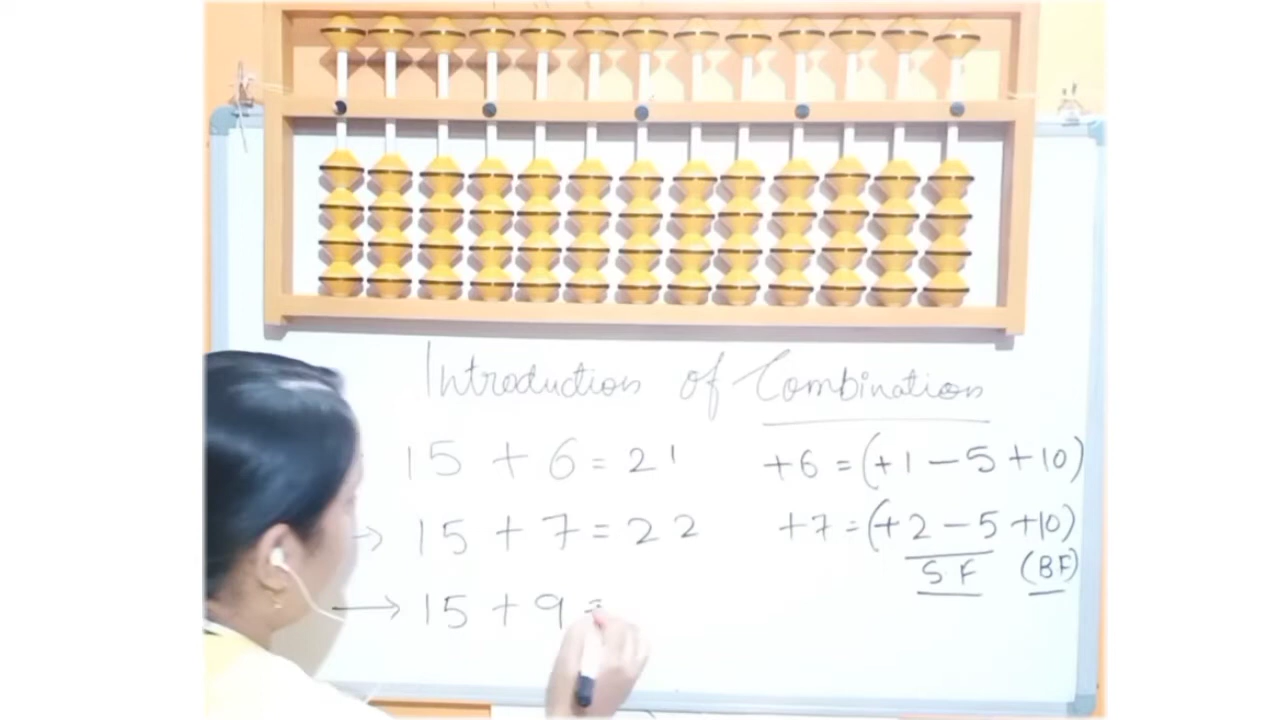 Introduction of Combination
15 + 6 = 21
+6 = (+1 - 5 + 10)
→ 15 + 7 = 22
+7 = (+2 - 5 + 10)
S.F (BF)
→ 15 + 9 =